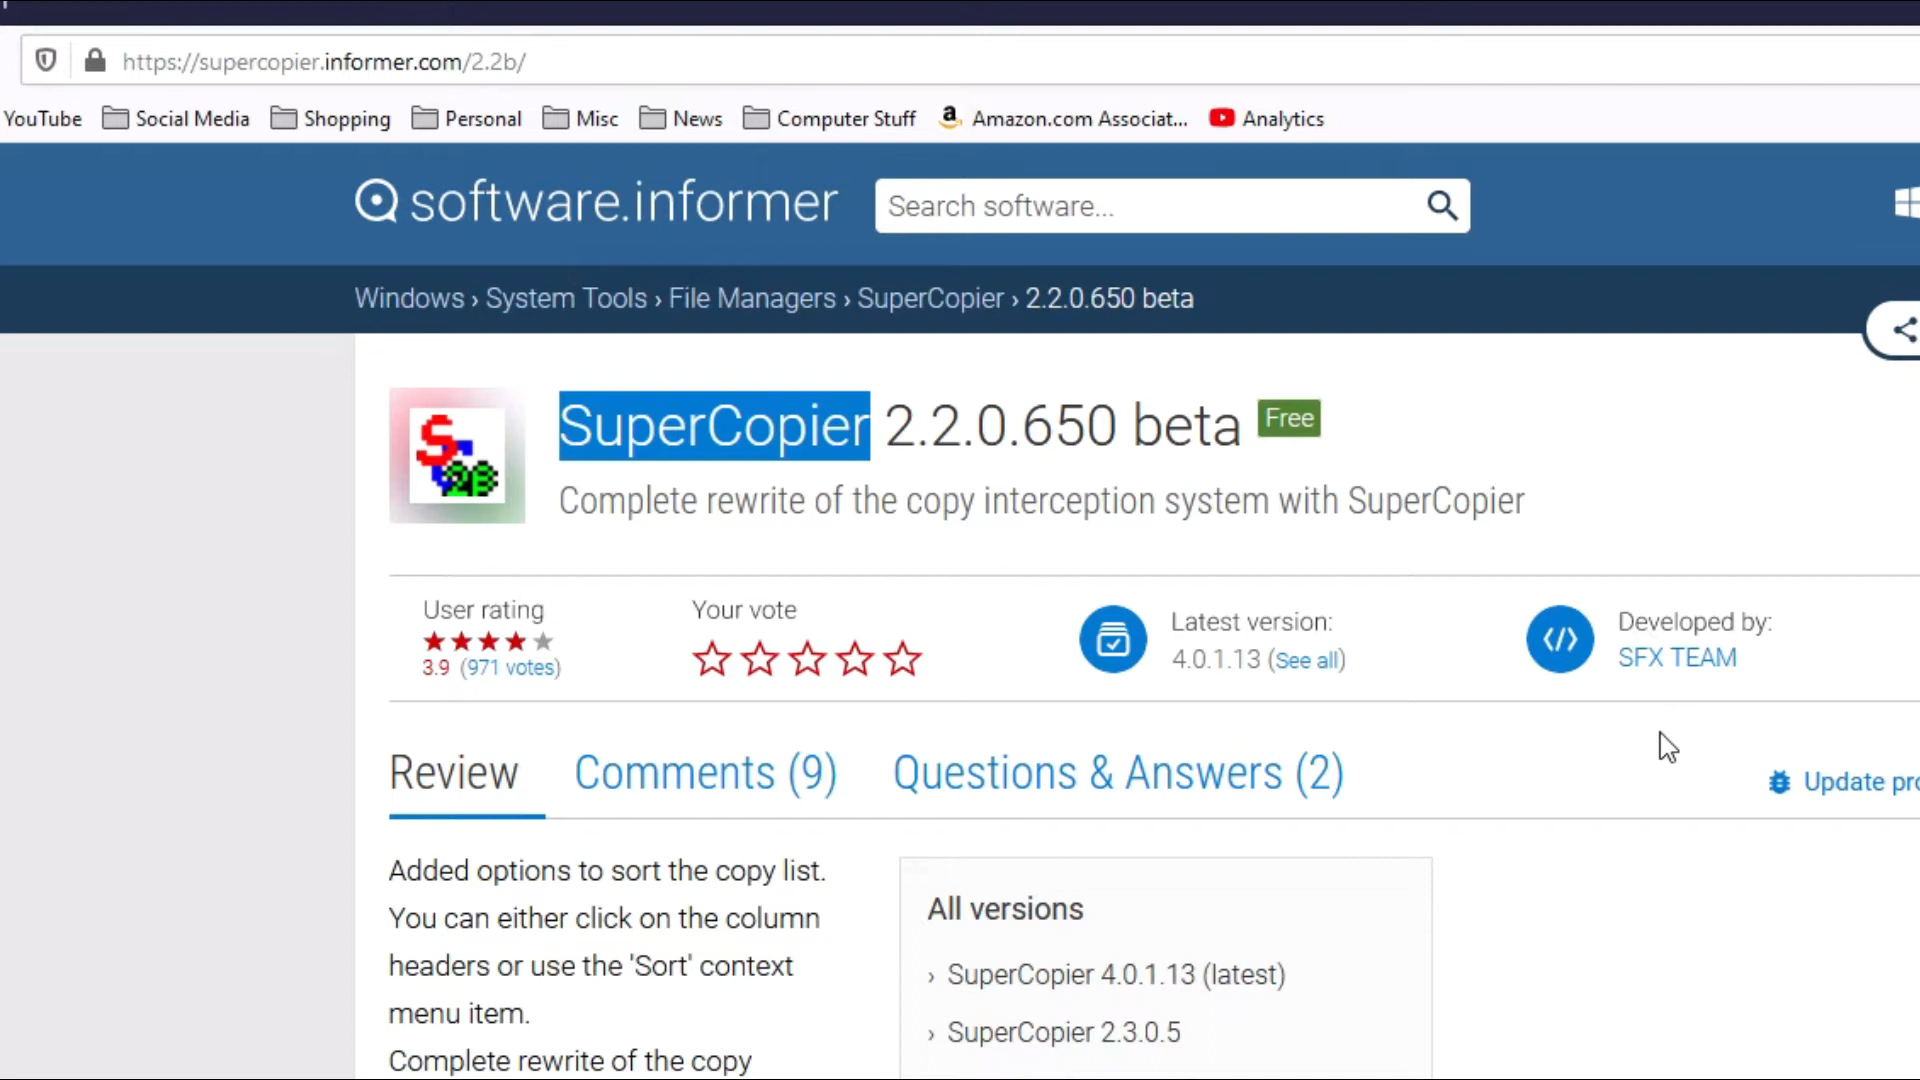 https://supercopier.informer.com/2.2b/
YouTube Social Media Shopping Personal Misc News Computer Stuff Amazon.com Associat... Analytics
software.informer Search software...
Windows › System Tools › File Managers › SuperCopier › 2.2.0.650 beta
SuperCopier 2.2.0.650 beta Free
Complete rewrite of the copy interception system with SuperCopier
User rating Your vote Latest version: Developed by:
3.9 (971 votes) 4.0.1.13 (See all) SFX TEAM
Review Comments (9) Questions & Answers (2) Update pro
Added options to sort the copy list.
You can either click on the column
headers or use the 'Sort' context
menu item.
Complete rewrite of the copy
All versions
› SuperCopier 4.0.1.13 (latest)
› SuperCopier 2.3.0.5